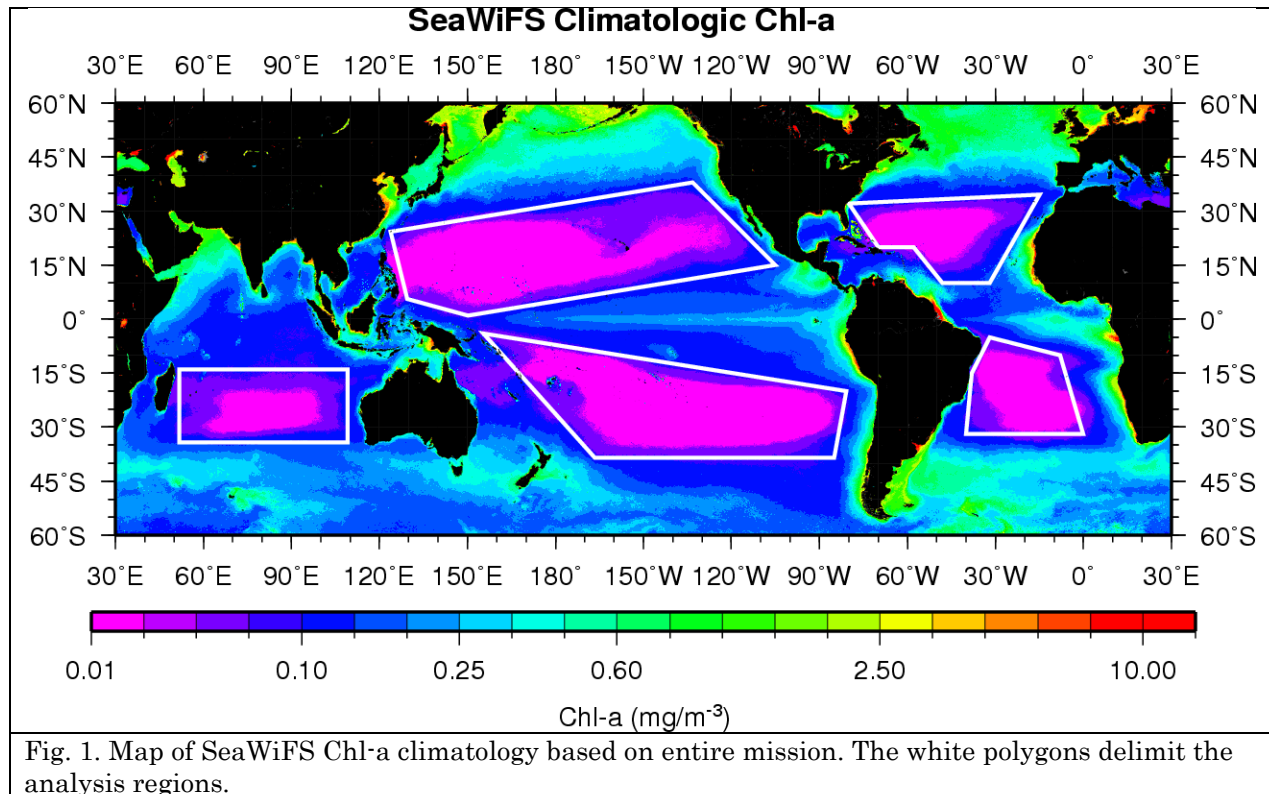 SeaWiFS Climatologic Chl-a
30˚E 60˚E 90˚E 120˚E 150˚E 180˚ 150˚W 120˚W 90˚W 60˚W 30˚W 0˚ 30˚E
60˚N 60˚N
45˚N 45˚N
30˚N 30˚N
15˚N 15˚N
0˚ 0˚
15˚S 15˚S
30˚S 30˚S
45˚S 45˚S
60˚S 60˚S
30˚E 60˚E 90˚E 120˚E 150˚E 180˚ 150˚W 120˚W 90˚W 60˚W 30˚W 0˚ 30˚E
0.01 0.10 0.25 0.60 2.50 10.00
Chl-a (mg/m⁻³)
Fig. 1. Map of SeaWiFS Chl-a climatology based on entire mission. The white polygons delimit the
analysis regions.